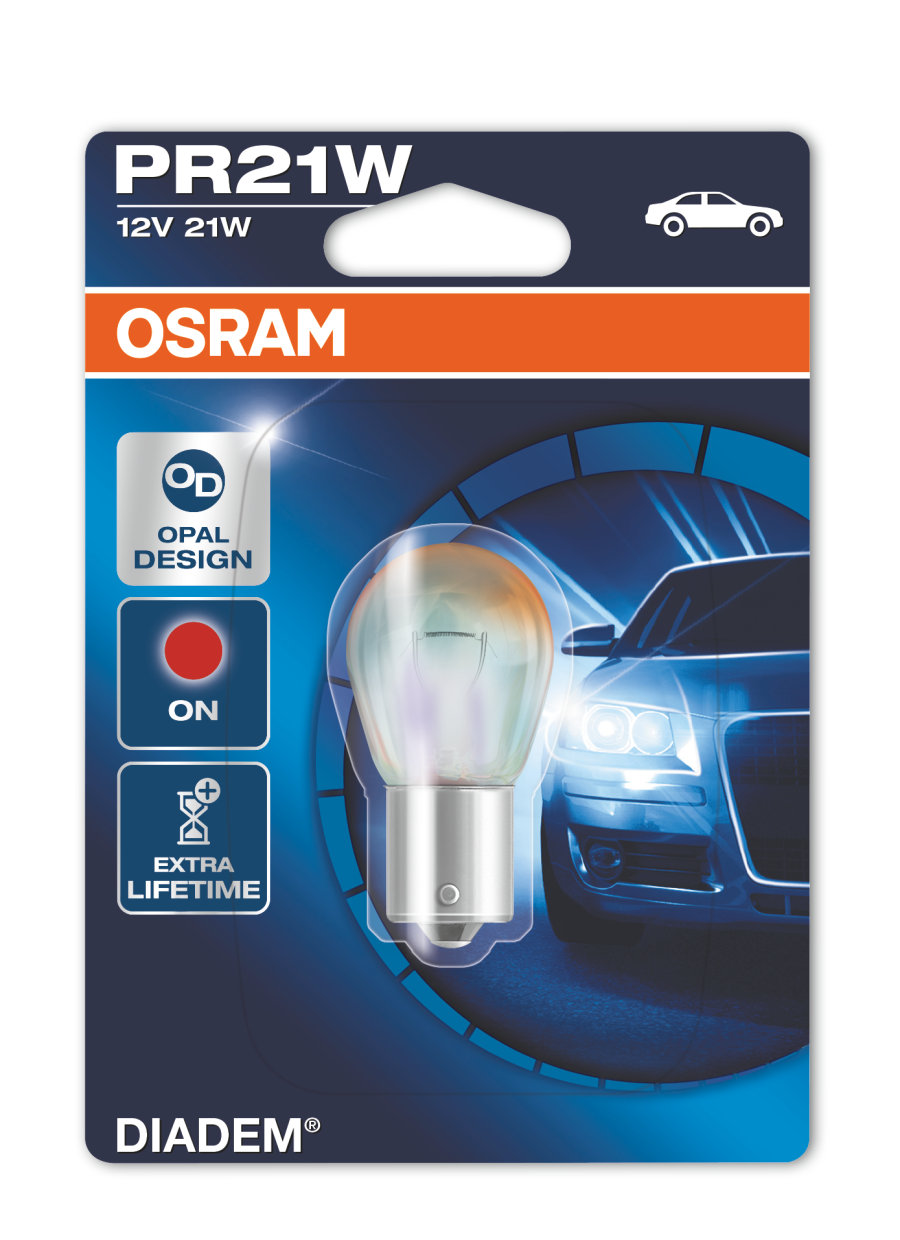 PR21W
12V 21W
OSRAM
OD
OPAL
DESIGN
ON
EXTRA
LIFETIME
DIADEM®